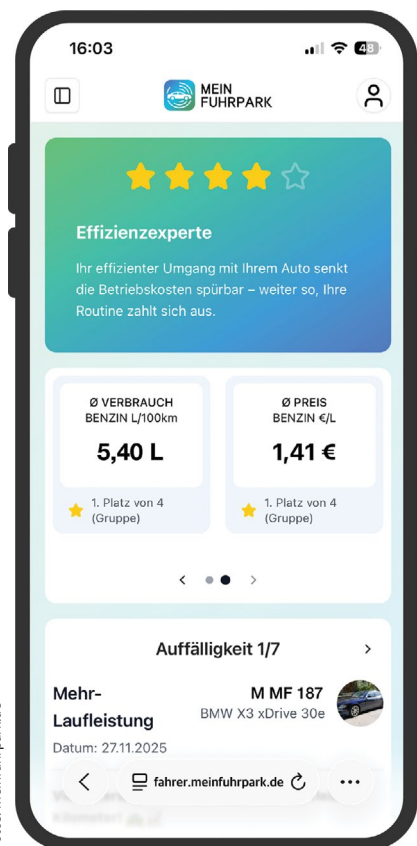 16:03
48
MEIN
FUHRPARK
Effizienzexperte
Ihr effizienter Umgang mit Ihrem Auto senkt
die Betriebskosten spürbar – weiter so, Ihre
Routine zahlt sich aus.
Ø VERBRAUCH
BENZIN L/100km
5,40 L
1. Platz von 4
(Gruppe)
Ø PREIS
BENZIN €/L
1,41 €
1. Platz von 4
(Gruppe)
Auffälligkeit 1/7
Mehr-
Laufleistung
M MF 187
BMW X3 xDrive 30e
Datum: 27.11.2025
fahrer.meinfuhrpark.de